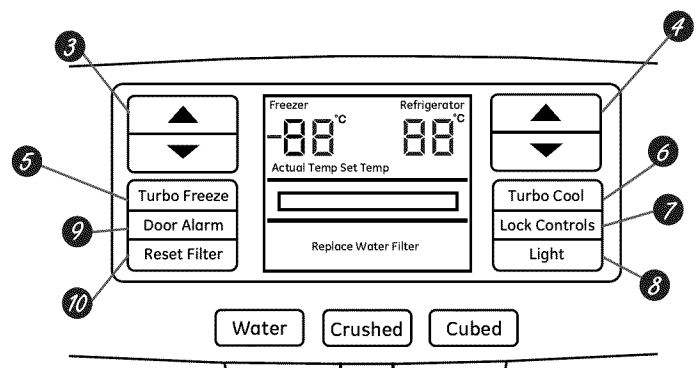 3
4
Freezer Refrigerator
-88°C 88°C
Actual Temp Set Temp
5
6
Turbo Freeze
Turbo Cool
9
Door Alarm
Lock Controls
7
Reset Filter
Replace Water Filter
Light
10
8
Water Crushed Cubed